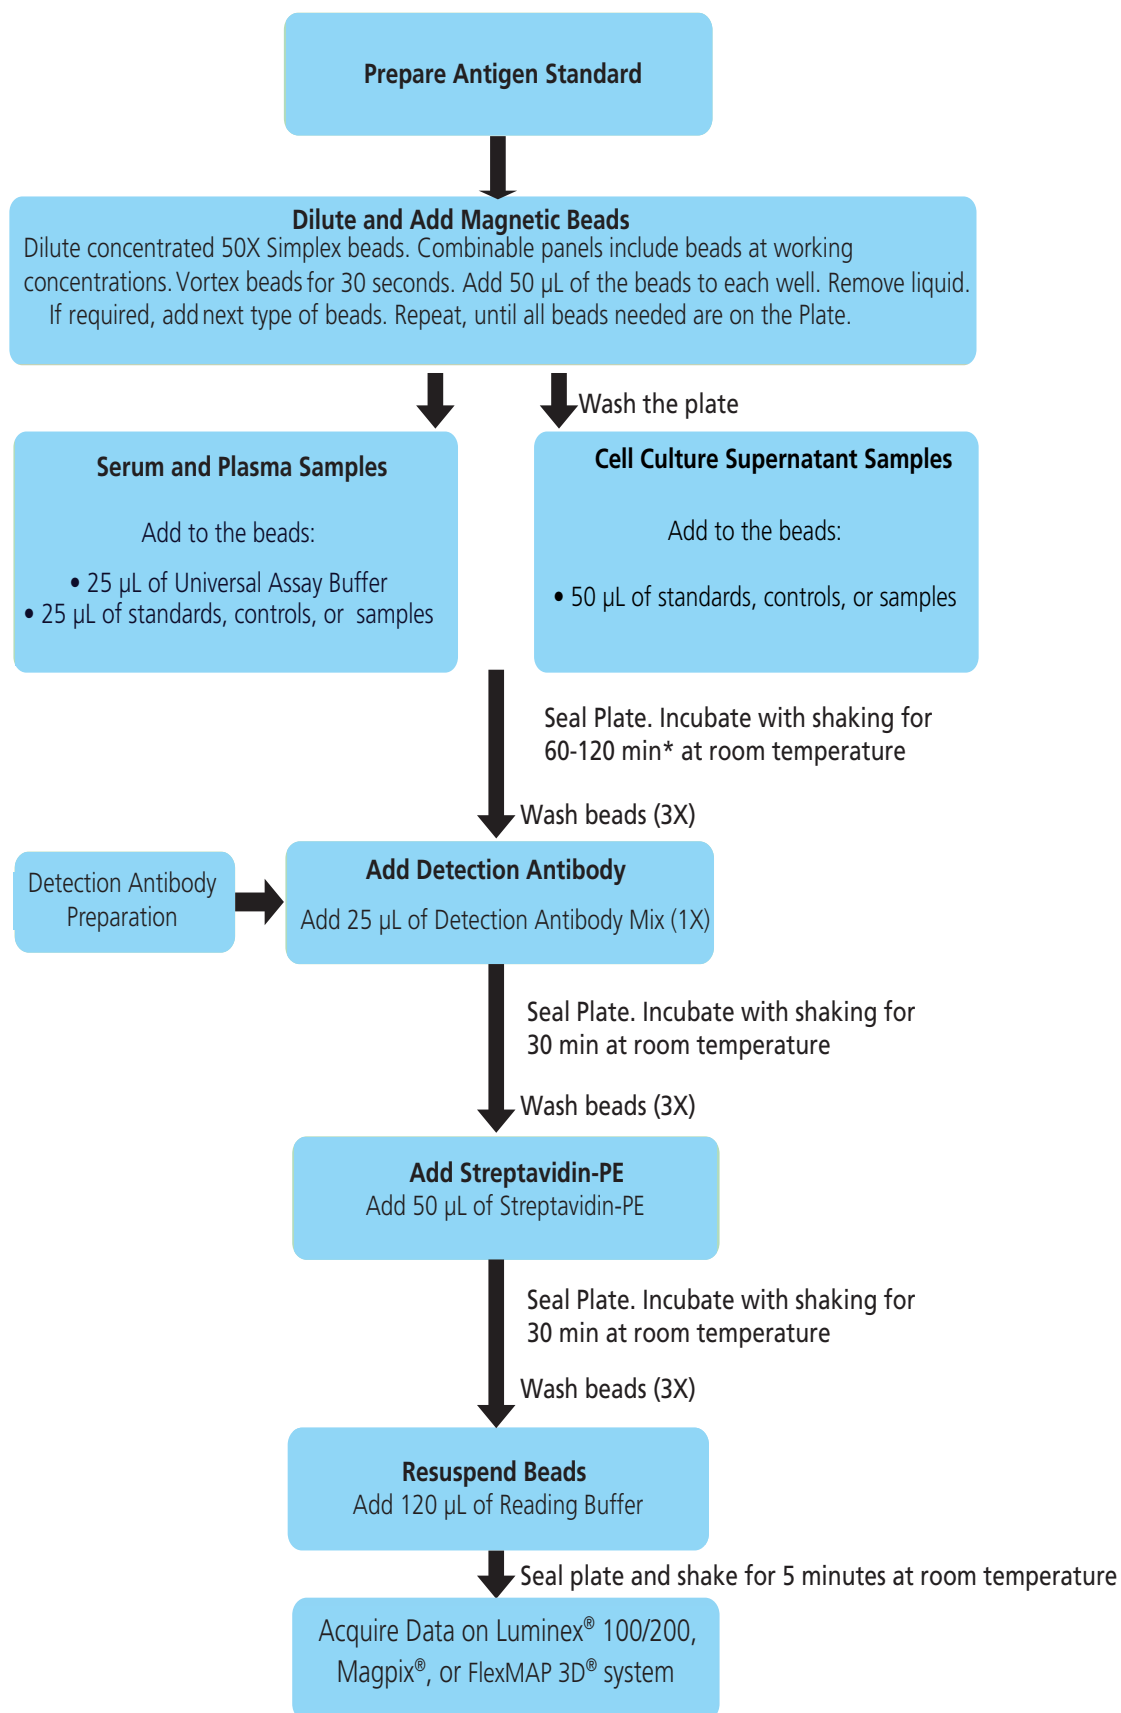 Prepare Antigen Standard
Dilute and Add Magnetic Beads
Dilute concentrated 50X Simplex beads. Combinable panels include beads at working
concentrations. Vortex beads for 30 seconds. Add 50 µL of the beads to each well. Remove liquid.
If required, add next type of beads. Repeat, until all beads needed are on the Plate.
Wash the plate
Serum and Plasma Samples
Add to the beads:
• 25 µL of Universal Assay Buffer
• 25 µL of standards, controls, or samples
Cell Culture Supernatant Samples
Add to the beads:
• 50 µL of standards, controls, or samples
Seal Plate. Incubate with shaking for
60-120 min* at room temperature
Wash beads (3X)
Detection Antibody
Preparation
Add Detection Antibody
Add 25 µL of Detection Antibody Mix (1X)
Seal Plate. Incubate with shaking for
30 min at room temperature
Wash beads (3X)
Add Streptavidin-PE
Add 50 µL of Streptavidin-PE
Seal Plate. Incubate with shaking for
30 min at room temperature
Wash beads (3X)
Resuspend Beads
Add 120 µL of Reading Buffer
Seal plate and shake for 5 minutes at room temperature
Acquire Data on Luminex® 100/200,
Magpix®, or FlexMAP 3D® system